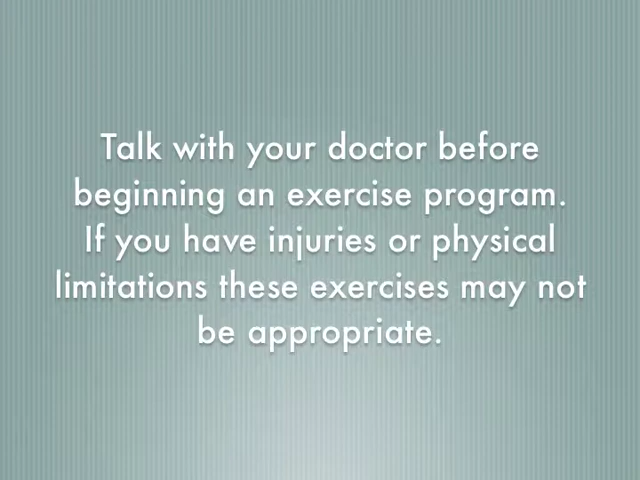 Talk with your doctor before
beginning an exercise program.
If you have injuries or physical
limitations these exercises may not
be appropriate.